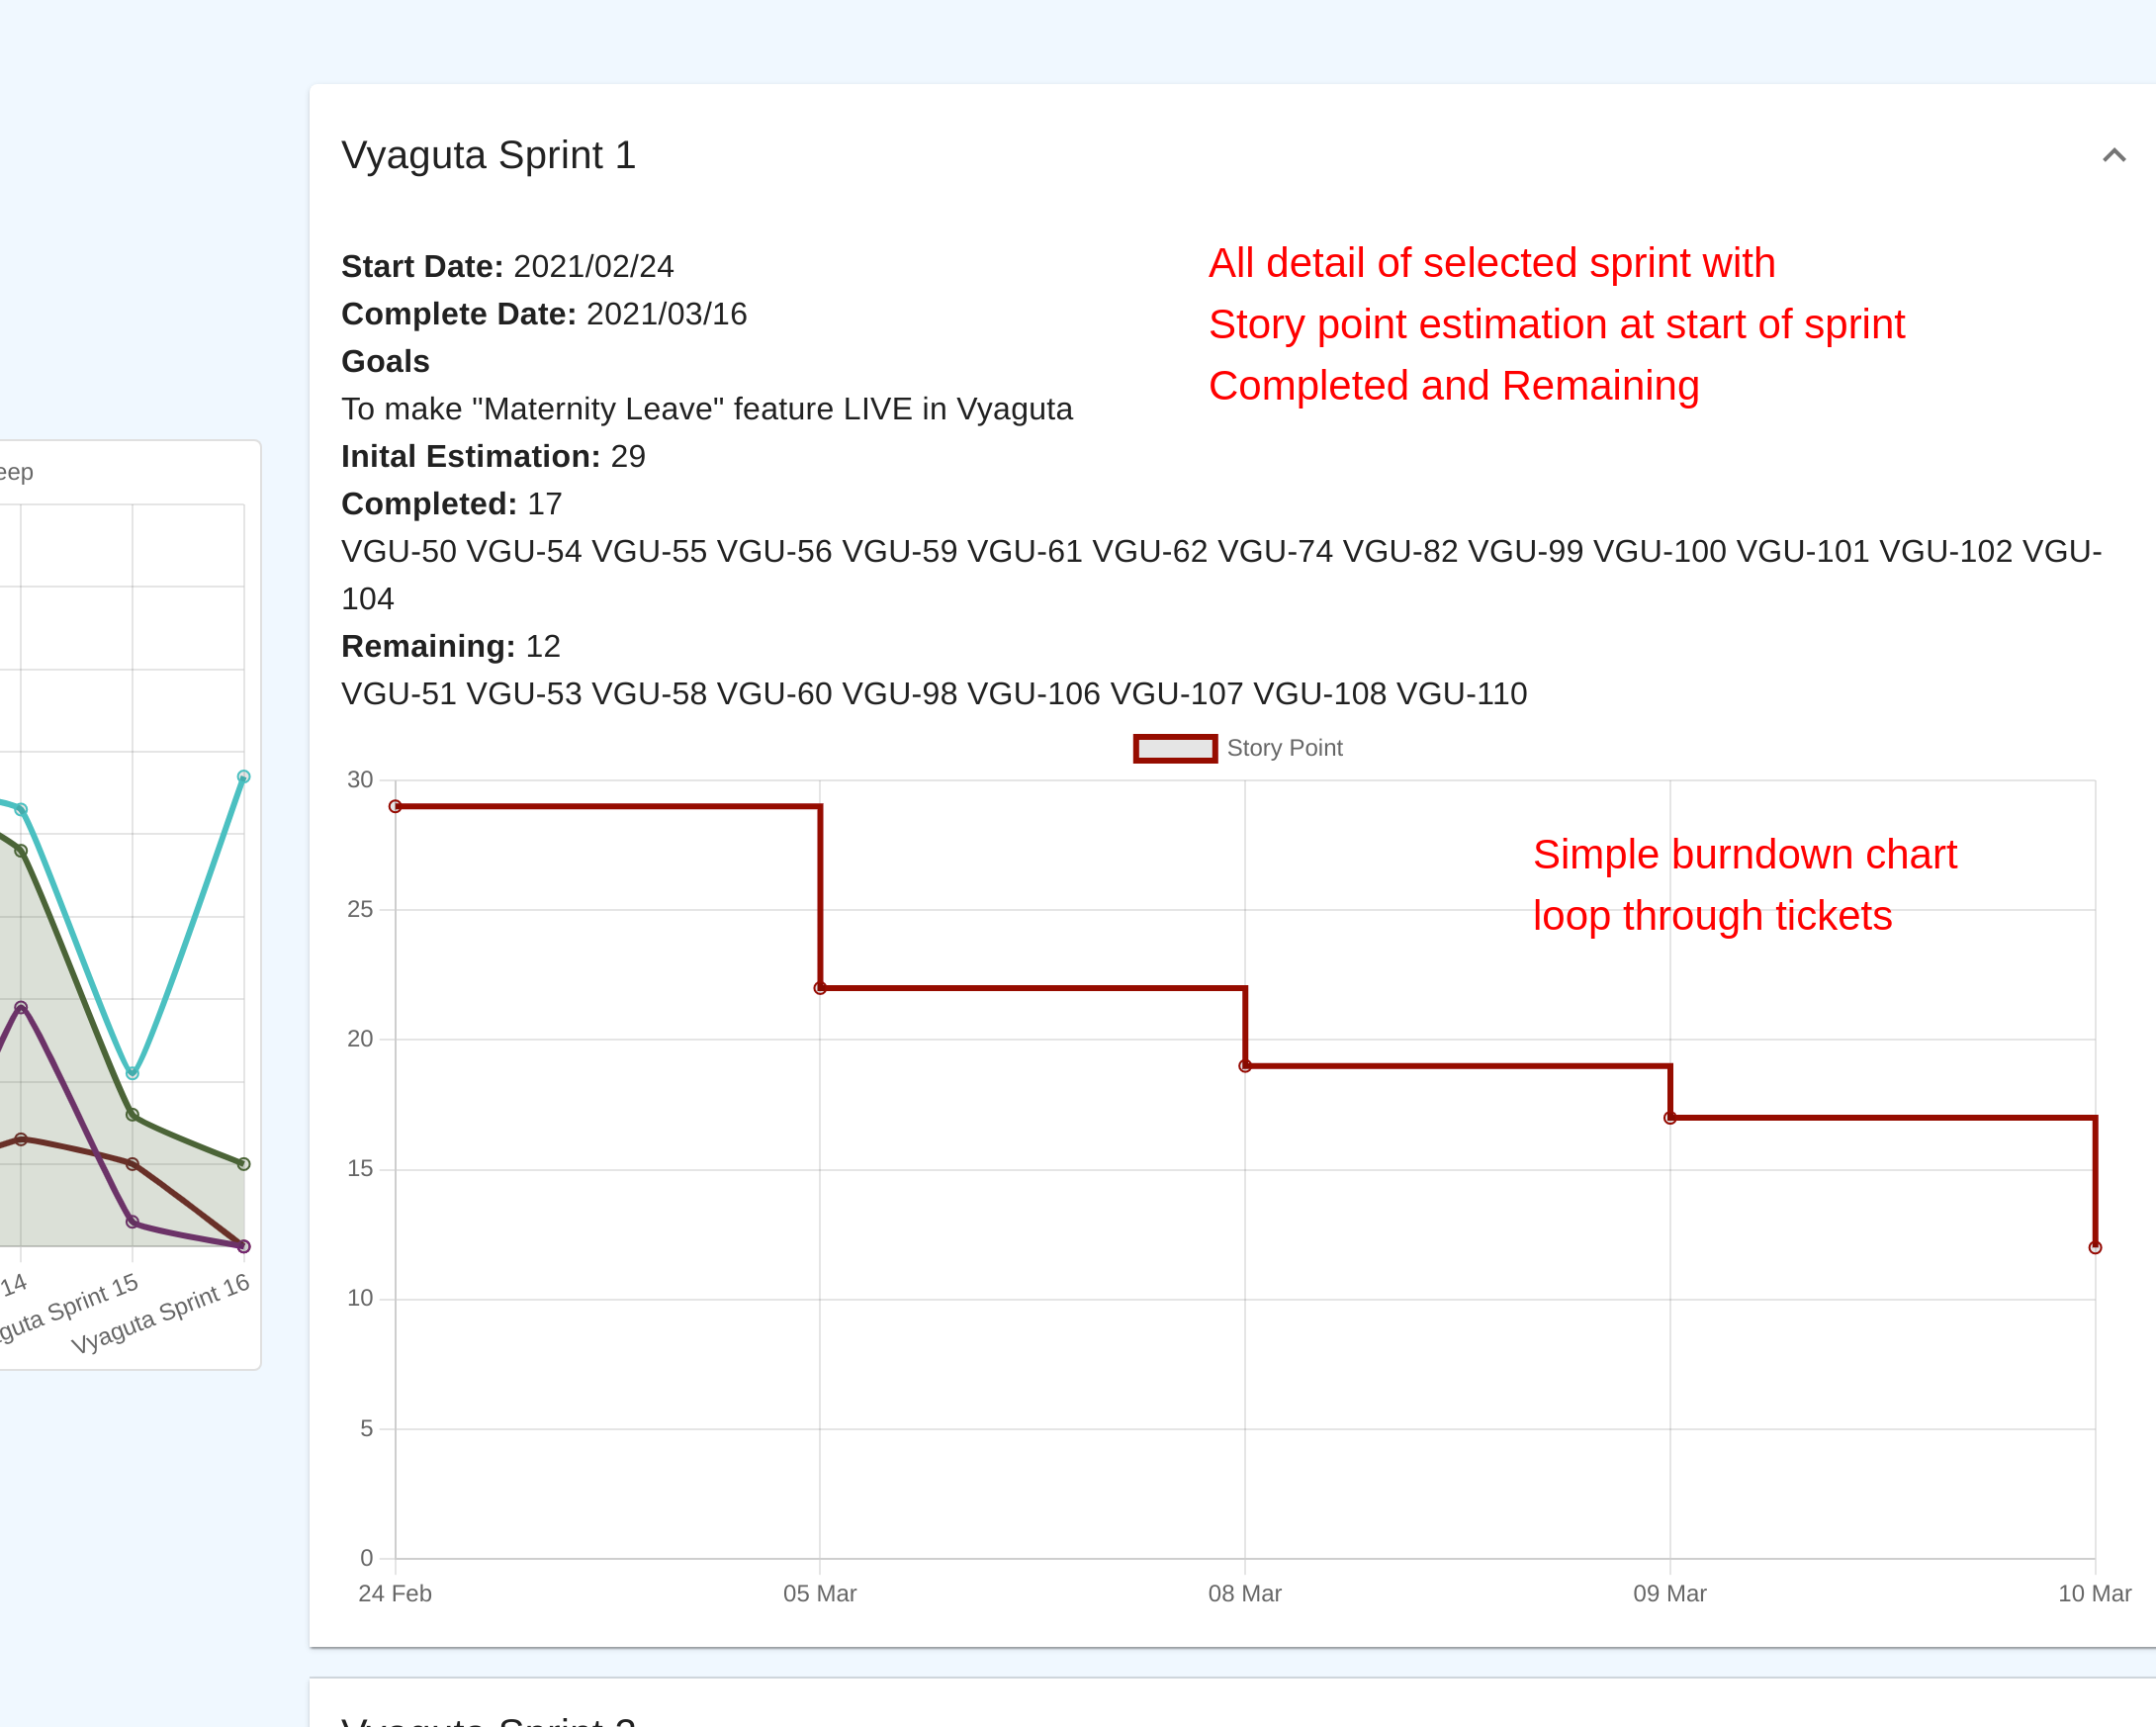 Vyaguta Sprint 1
Start Date: 2021/02/24
Complete Date: 2021/03/16
Goals
To make "Maternity Leave" feature LIVE in Vyaguta
Inital Estimation: 29
Completed: 17
VGU-50 VGU-54 VGU-55 VGU-56 VGU-59 VGU-61 VGU-62 VGU-74 VGU-82 VGU-99 VGU-100 VGU-101 VGU-102 VGU-
104
Remaining: 12
VGU-51 VGU-53 VGU-58 VGU-60 VGU-98 VGU-106 VGU-107 VGU-108 VGU-110
All detail of selected sprint with
Story point estimation at start of sprint
Completed and Remaining
Story Point
30
25
20
15
10
5
0
24 Feb
05 Mar
08 Mar
09 Mar
10 Mar
Simple burndown chart
loop through tickets
eep
14
guta Sprint 15
Vyaguta Sprint 16